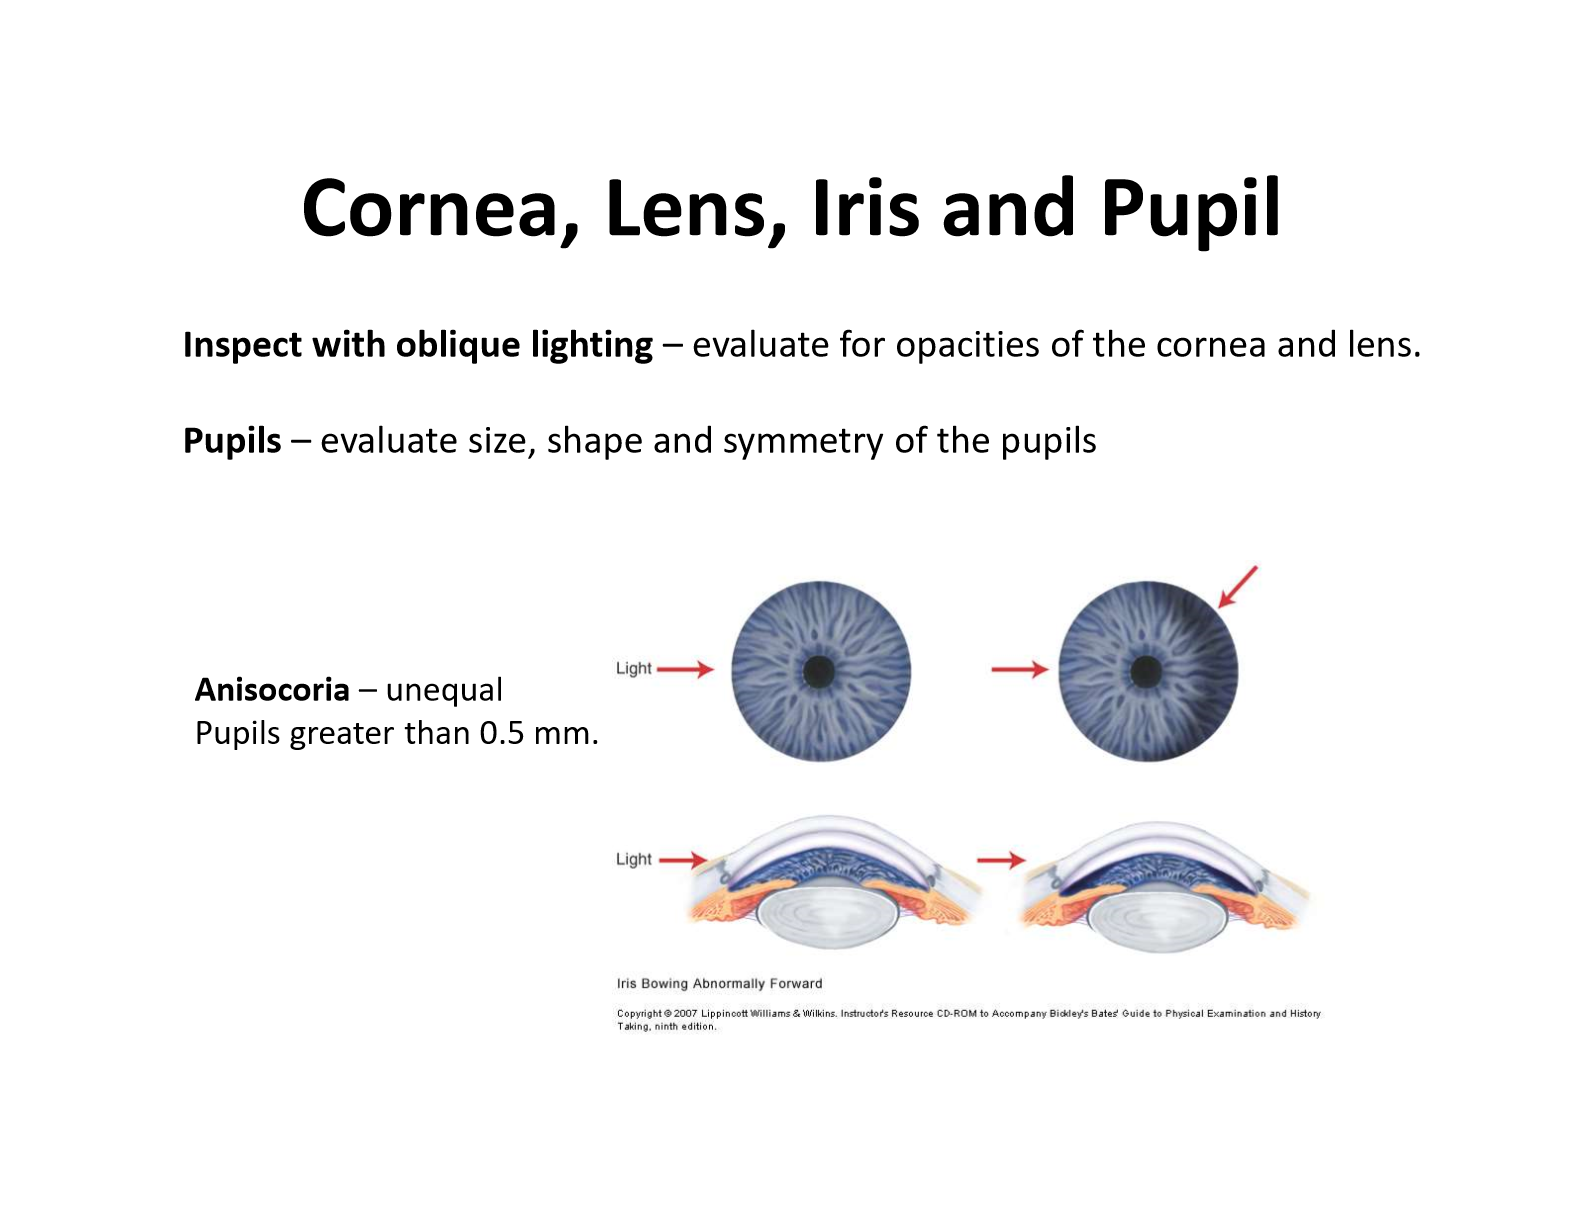 Cornea, Lens, Iris and Pupil
Inspect with oblique lighting – evaluate for opacities of the cornea and lens.
Pupils – evaluate size, shape and symmetry of the pupils
Anisocoria – unequal
Pupils greater than 0.5 mm.
Light
Light
Iris Bowing Abnormally Forward
Copyright © 2007 Lippincott Williams & Wilkins. Instructor's Resource CD-ROM to Accompany Bickley's Bates' Guide to Physical Examination and History
Taking, ninth edition.